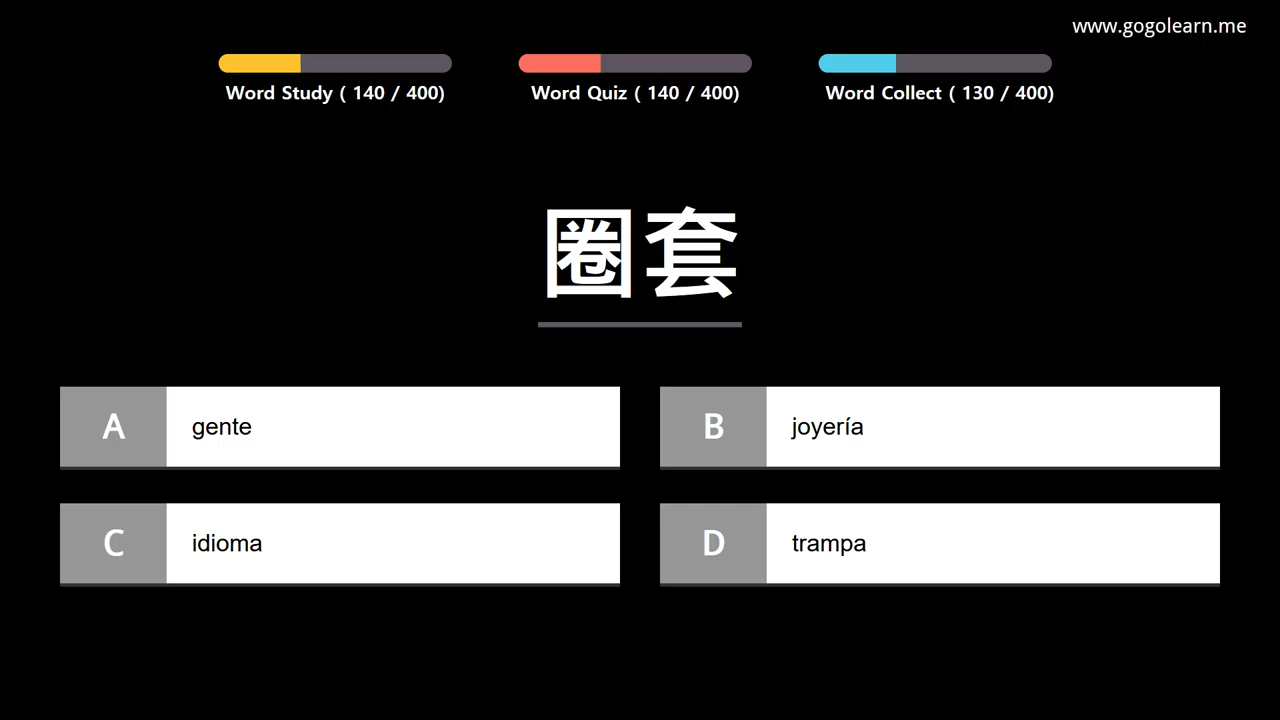 www.gogolearn.me
Word Study ( 140 / 400)
Word Quiz ( 140 / 400)
Word Collect ( 130 / 400)
圈套
A gente
B joyería
C idioma
D trampa